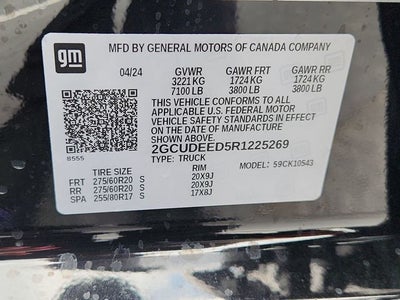 gm
MFD BY GENERAL MOTORS OF CANADA COMPANY
04/24 GVWR GAWR FRT GAWR RR
3221 KG 1724 KG 1724 KG
7100 LB 3800 LB 3800 LB
THIS VEHICLE CONFORMS TO ALL
APPLICABLE U.S. FEDERAL MOTOR
VEHICLE SAFETY STANDARDS IN EFFECT ON THE
DATE OF MANUFACTURE SHOWN ABOVE.
2GCUDEED5R1225269
8555 TYPE: TRUCK MODEL: 59CK10543
TIRE SIZE RIM
FRT 275/60R20 S 20X9J
RR 275/60R20 S 20X9J
SPA 255/80R17 S 17X8J